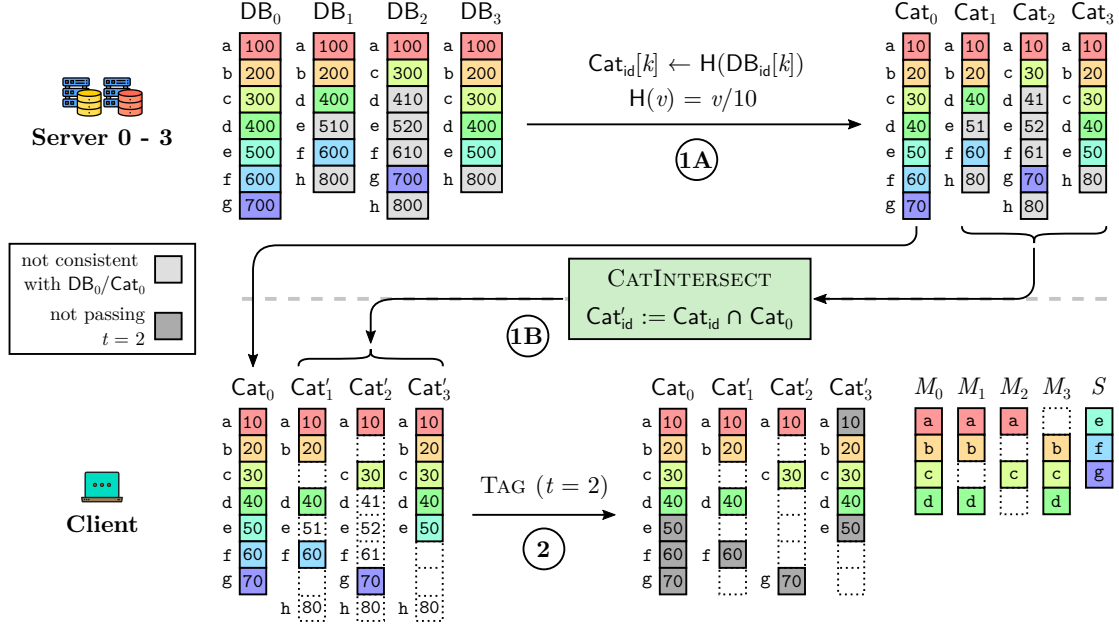 DB0 DB1 DB2 DB3 Cat0 Cat1 Cat2 Cat3
a 100 a 100 a 100 a 100 a 10 a 10 a 10 a 10
b 200 b 200 c 300 b 200 b 20 b 20 c 30 b 20
c 300 d 400 d 410 c 300 c 30 d 40 d 41 c 30
d 400 e 510 e 520 d 400 d 40 e 51 e 52 d 40
e 500 f 600 f 610 e 500 e 50 f 60 f 61 e 50
f 600 h 800 g 700 h 800 f 60 h 80 g 70 h 80
g 700 h 800 g 70 h 80
Server 0 - 3
Catid[k] ← H(DBid[k])
H(v) = v/10
1A
not consistent
with DB0/Cat0
not passing
t = 2
CATINTERSECT
Cat′id := Catid ∩ Cat0
1B
Cat0 Cat′1 Cat′2 Cat′3 Cat0 Cat′1 Cat′2 Cat′3 M0 M1 M2 M3 S
a 10 a 10 a 10 a 10 a 10 a 10 a 10 a 10 a a a e
b 20 b 20 b 20 b 20 b 20 b 20 b b b f
c 30 c 30 c 30 c 30 c 30 c 30 c c c g
d 40 d 40 d 41 d 40 d 40 d 40 d 40 d d d
e 50 e 51 e 52 e 50 e 50 e 50
f 60 f 60 f 61 f 60 f 60
g 70 g 70 g 70 g 70
h 80 h 80 h 80
Client
TAG (t = 2)
2